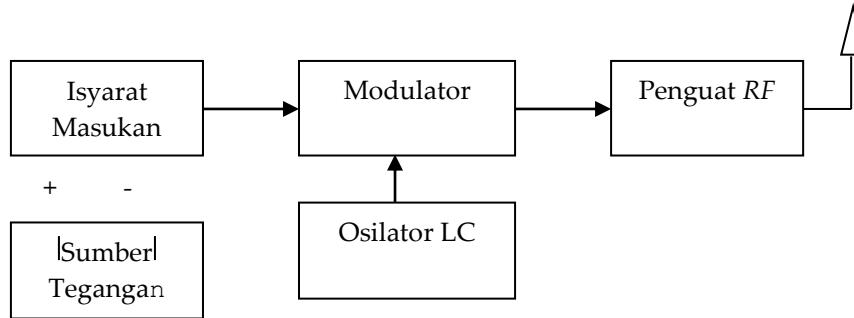 Isyarat
Masukan
Modulator
Penguat RF
+ -
Osilator LC
Sumber
Tegangan